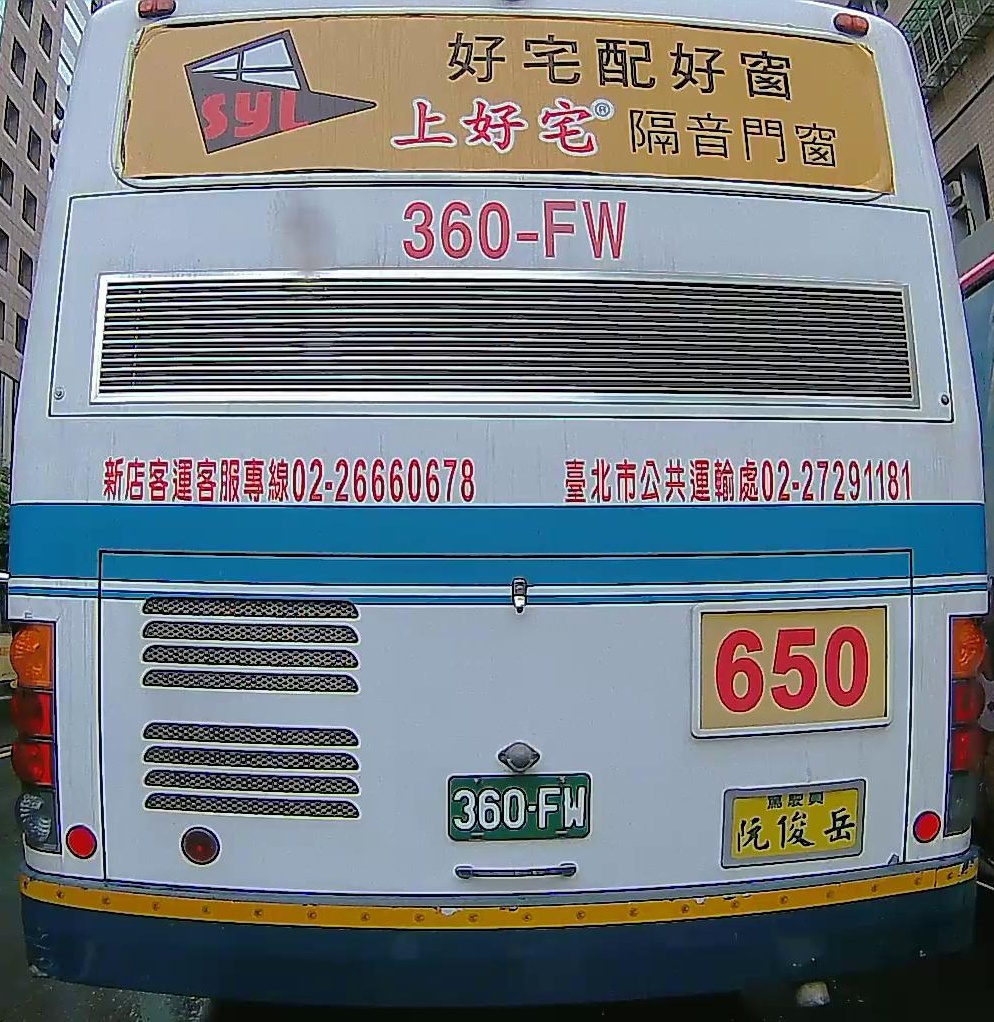 好宅配好窗
SYL
上好宅® 隔音門窗
360-FW
新店客運客服專線02-26660678
臺北市公共運輸處02-27291181
650
360-FW
駕駛員
阮俊岳